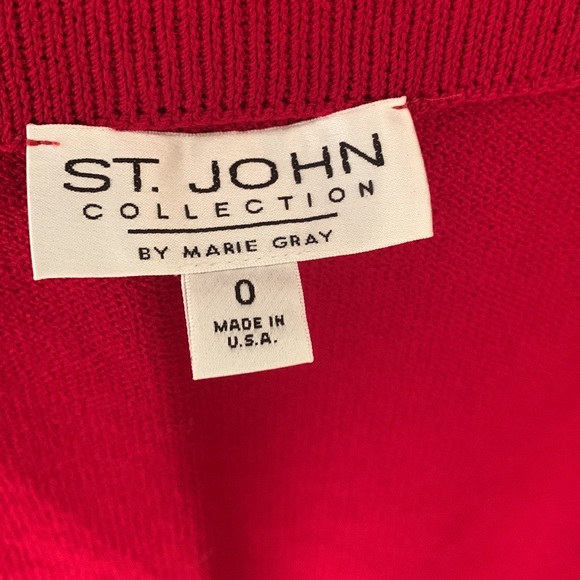 ST. JOHN
COLLECTION
BY MARIE GRAY
0
MADE IN
U.S.A.